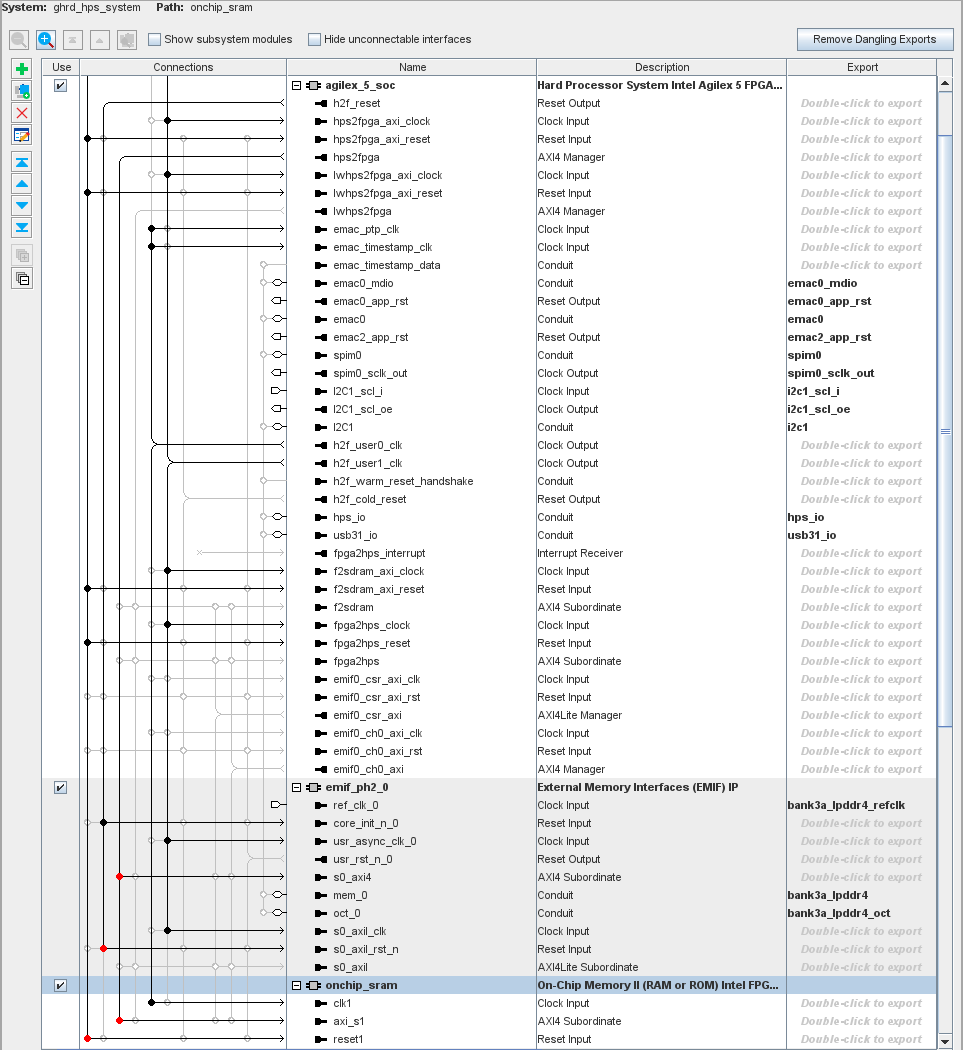 System: ghrd_hps_system Path: onchip_sram
Show subsystem modules Hide unconnectable interfaces Remove Dangling Exports
Use Connections Name Description Export
agilex_5_soc Hard Processor System Intel Agilex 5 FPGA...
h2f_reset Reset Output Double-click to export
hps2fpga_axi_clock Clock Input Double-click to export
hps2fpga_axi_reset Reset Input Double-click to export
hps2fpga AXI4 Manager Double-click to export
lwhps2fpga_axi_clock Clock Input Double-click to export
lwhps2fpga_axi_reset Reset Input Double-click to export
lwhps2fpga AXI4 Manager Double-click to export
emac_ptp_clk Clock Input Double-click to export
emac_timestamp_clk Clock Input Double-click to export
emac_timestamp_data Conduit Double-click to export
emac0_mdio Conduit emac0_mdio
emac0_app_rst Reset Output emac0_app_rst
emac0 Conduit emac0
emac2_app_rst Reset Output emac2_app_rst
spim0 Conduit spim0
spim0_sclk_out Clock Output spim0_sclk_out
I2C1_scl_i Clock Input i2c1_scl_i
I2C1_scl_oe Clock Output i2c1_scl_oe
I2C1 Conduit i2c1
h2f_user0_clk Clock Output Double-click to export
h2f_user1_clk Clock Output Double-click to export
h2f_warm_reset_handshake Conduit Double-click to export
h2f_cold_reset Reset Output Double-click to export
hps_io Conduit hps_io
usb31_io Conduit usb31_io
fpga2hps_interrupt Interrupt Receiver Double-click to export
f2sdram_axi_clock Clock Input Double-click to export
f2sdram_axi_reset Reset Input Double-click to export
f2sdram AXI4 Subordinate Double-click to export
fpga2hps_clock Clock Input Double-click to export
fpga2hps_reset Reset Input Double-click to export
fpga2hps AXI4 Subordinate Double-click to export
emif0_csr_axi_clk Clock Input Double-click to export
emif0_csr_axi_rst Reset Input Double-click to export
emif0_csr_axi AXI4Lite Manager Double-click to export
emif0_ch0_axi_clk Clock Input Double-click to export
emif0_ch0_axi_rst Reset Input Double-click to export
emif0_ch0_axi AXI4 Manager Double-click to export
emif_ph2_0 External Memory Interfaces (EMIF) IP
ref_clk_0 Clock Input bank3a_lpddr4_refclk
core_init_n_0 Reset Input Double-click to export
usr_async_clk_0 Clock Input Double-click to export
usr_rst_n_0 Reset Output Double-click to export
s0_axi4 AXI4 Subordinate Double-click to export
mem_0 Conduit bank3a_lpddr4
oct_0 Conduit bank3a_lpddr4_oct
s0_axil_clk Clock Input Double-click to export
s0_axil_rst_n Reset Input Double-click to export
s0_axil AXI4Lite Subordinate Double-click to export
onchip_sram On-Chip Memory II (RAM or ROM) Intel FPG...
clk1 Clock Input Double-click to export
axi_s1 AXI4 Subordinate Double-click to export
reset1 Reset Input Double-click to export